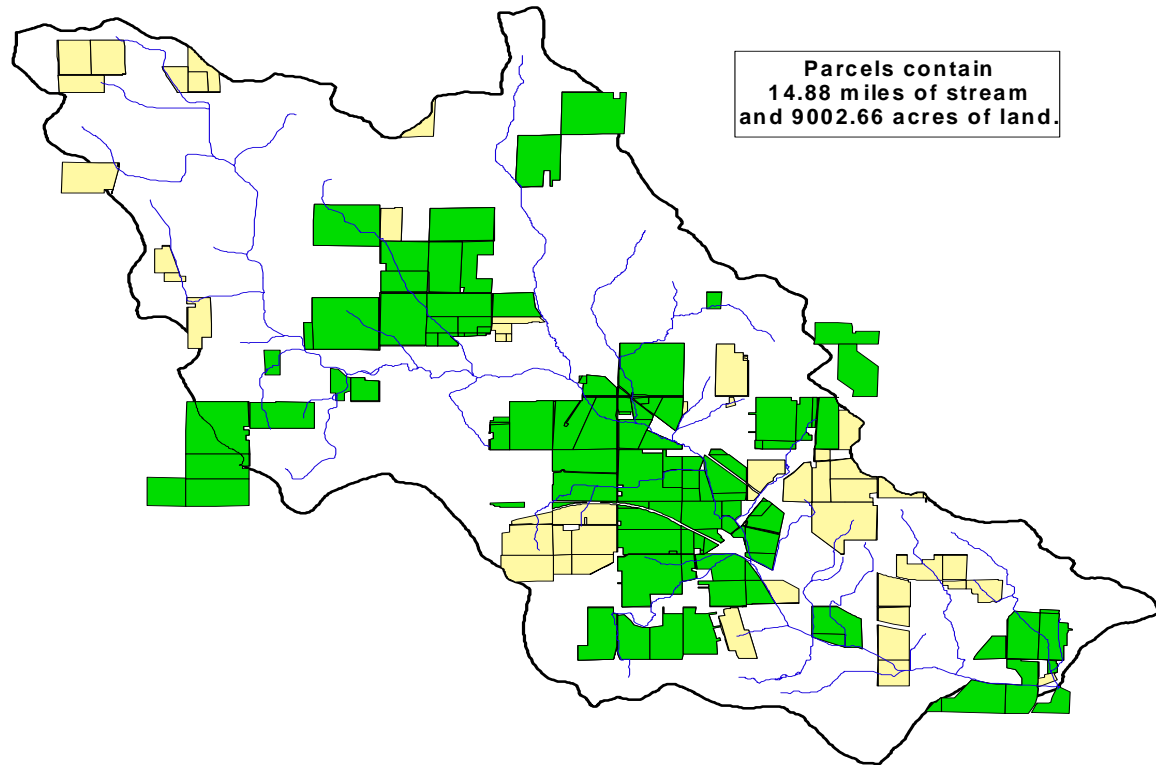 Parcels contain
14.88 miles of stream
and 9002.66 acres of land.